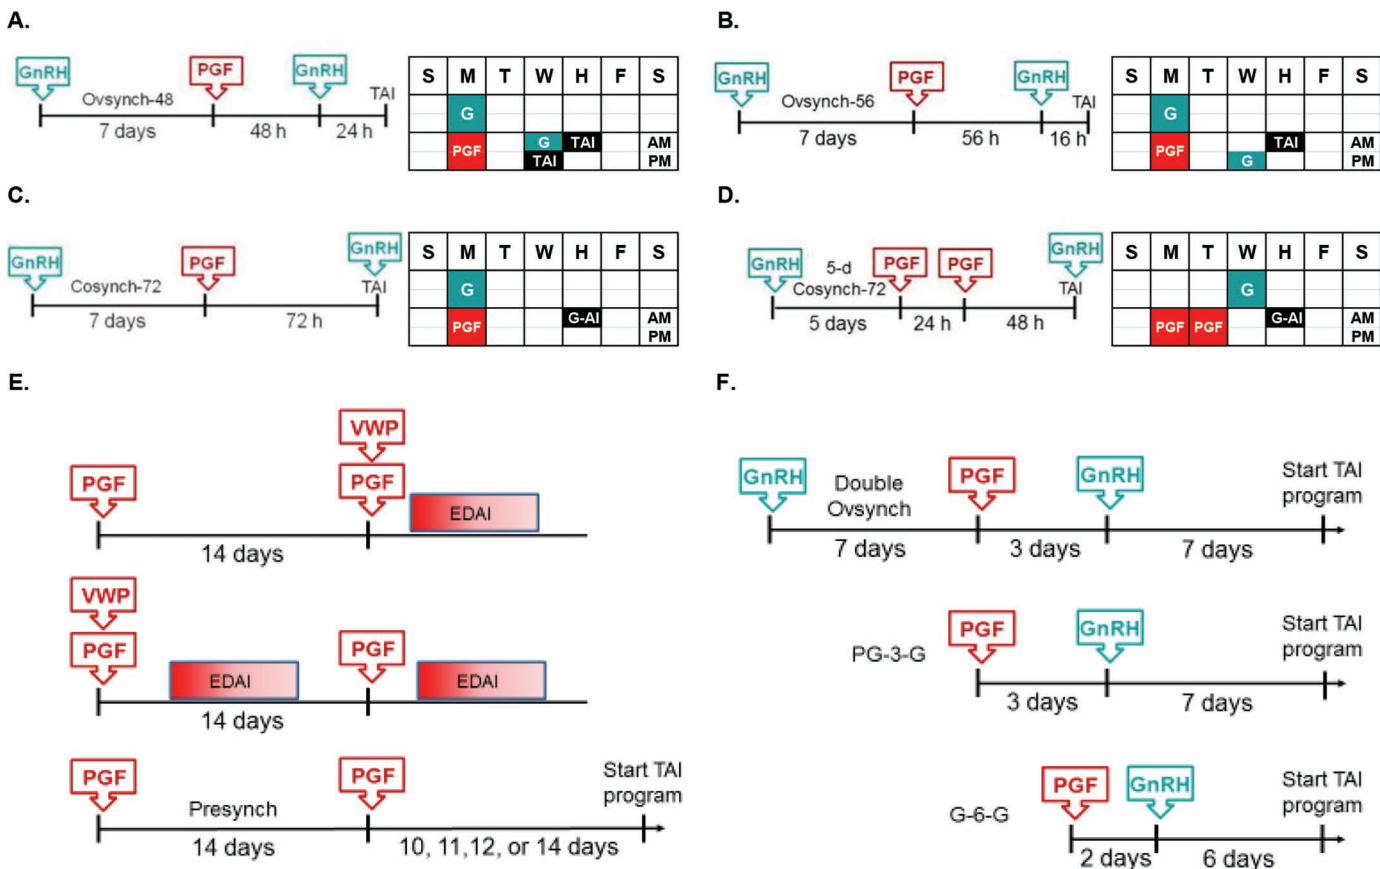 A.
GnRH
PGF
GnRH
Ovsynch-48
TAI
7 days
48 h
24 h
S M T W H F S
G
PGF
G TAI AM
TAI PM
B.
GnRH
PGF
GnRH
Ovsynch-56
TAI
7 days
56 h
16 h
S M T W H F S
G
PGF
TAI AM
G PM
C.
GnRH
PGF
GnRH
Cosynch-72
TAI
7 days
72 h
S M T W H F S
G
PGF
G-AI AM
PM
D.
GnRH
5-d
Cosynch-72
PGF
PGF
GnRH
TAI
5 days
24 h
48 h
S M T W H F S
G
PGF PGF
G-AI AM
PM
E.
VWP
PGF
PGF
EDAI
14 days
VWP
PGF
PGF
EDAI
EDAI
14 days
PGF
PGF
Start TAI
program
Presynch
14 days
10, 11,12, or 14 days
F.
GnRH
Double
Ovsynch
PGF
GnRH
Start TAI
program
7 days
3 days
7 days
PG-3-G
PGF
GnRH
Start TAI
program
3 days
7 days
G-6-G
PGF
GnRH
Start TAI
program
2 days
6 days